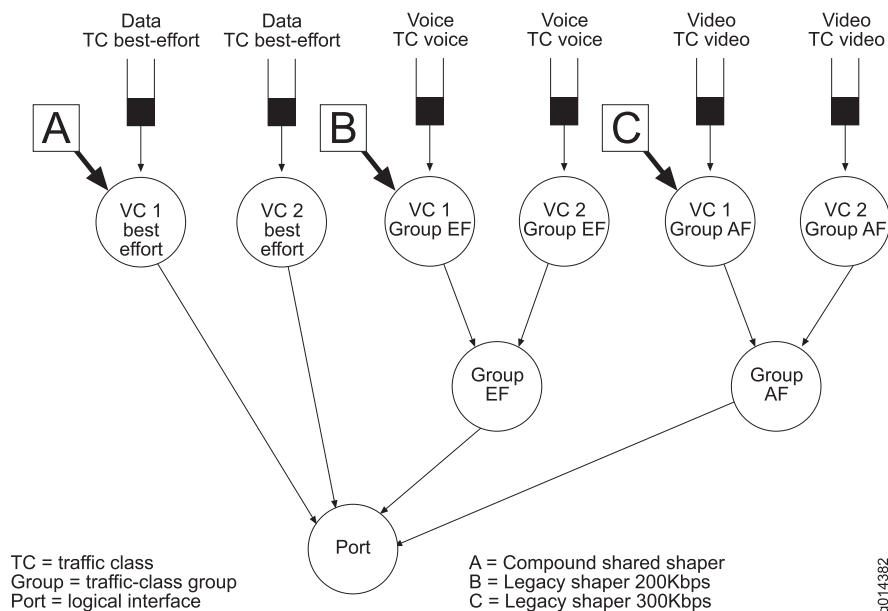 Data
TC best-effort
Data
TC best-effort
Voice
TC voice
Voice
TC voice
Video
TC video
Video
TC video
A
B
C
VC 1
best
effort
VC 2
best
effort
VC 1
Group EF
VC 2
Group EF
VC 1
Group AF
VC 2
Group AF
Group
EF
Group
AF
Port
TC = traffic class
Group = traffic-class group
Port = logical interface
A = Compound shared shaper
B = Legacy shaper 200Kbps
C = Legacy shaper 300Kbps
g014382